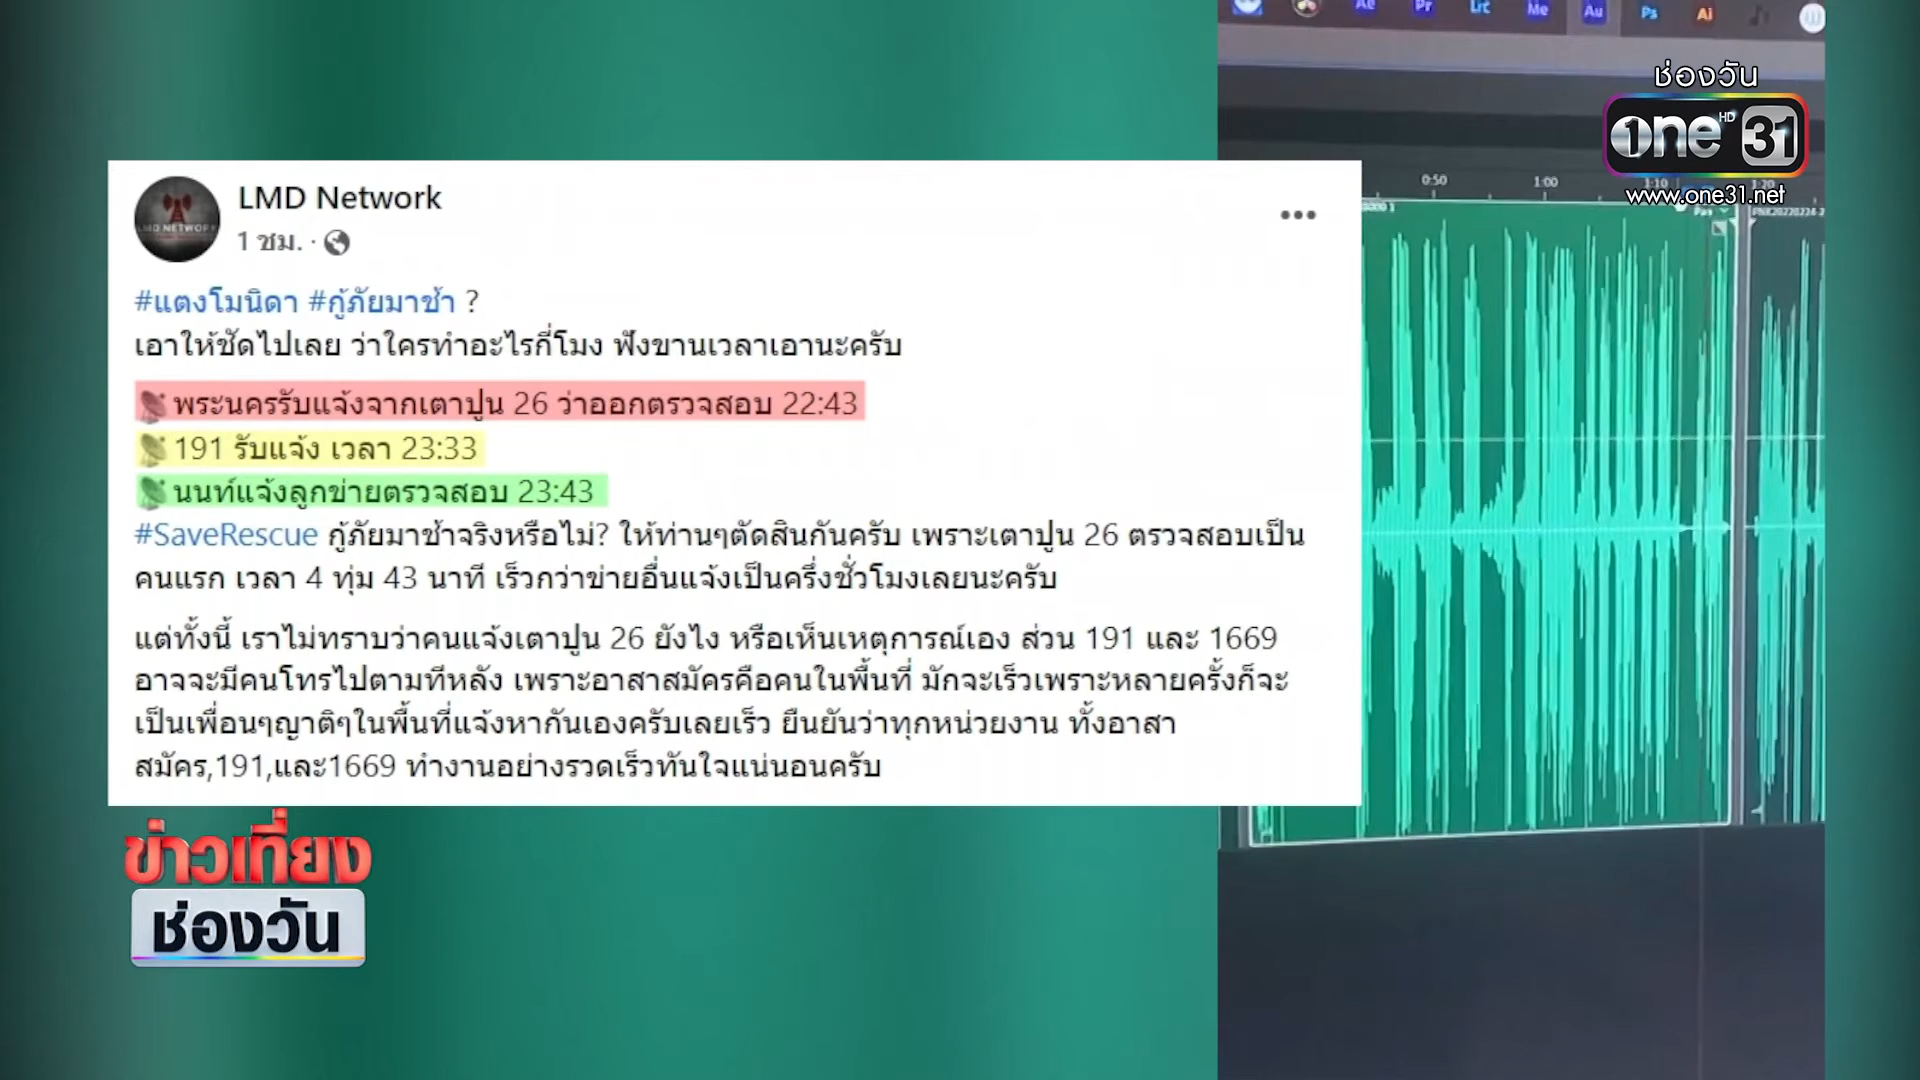 Ae Pr Lrc Me Au Ps Ai
ช่องวัน
one HD 31
www.one31.net
0:50 1:00 1:10 1:20
LMD Network
1 ชม. ·
#แตงโมนิดา #กู้ภัยมาช้า ?
เอาให้ชัดไปเลย ว่าใครทำอะไรกี่โมง ฟังขานเวลาเอานะครับ
พระนครรับแจ้งจากเตาปูน 26 ว่าออกตรวจสอบ 22:43
191 รับแจ้ง เวลา 23:33
นนท์แจ้งลูกข่ายตรวจสอบ 23:43
#SaveRescue กู้ภัยมาช้าจริงหรือไม่? ให้ท่านๆตัดสินกันครับ เพราะเตาปูน 26 ตรวจสอบเป็น
คนแรก เวลา 4 ทุ่ม 43 นาที เร็วกว่าข่ายอื่นแจ้งเป็นครึ่งชั่วโมงเลยนะครับ
แต่ทั้งนี้ เราไม่ทราบว่าคนแจ้งเตาปูน 26 ยังไง หรือเห็นเหตุการณ์เอง ส่วน 191 และ 1669
อาจจะมีคนโทรไปตามทีหลัง เพราะอาสาสมัครคือคนในพื้นที่ มักจะเร็วเพราะหลายครั้งก็จะ
เป็นเพื่อนๆญาติๆในพื้นที่แจ้งหากันเองครับเลยเร็ว ยืนยันว่าทุกหน่วยงาน ทั้งอาสา
สมัคร,191,และ1669 ทำงานอย่างรวดเร็วทันใจแน่นอนครับ
ข่าวเที่ยง
ช่องวัน